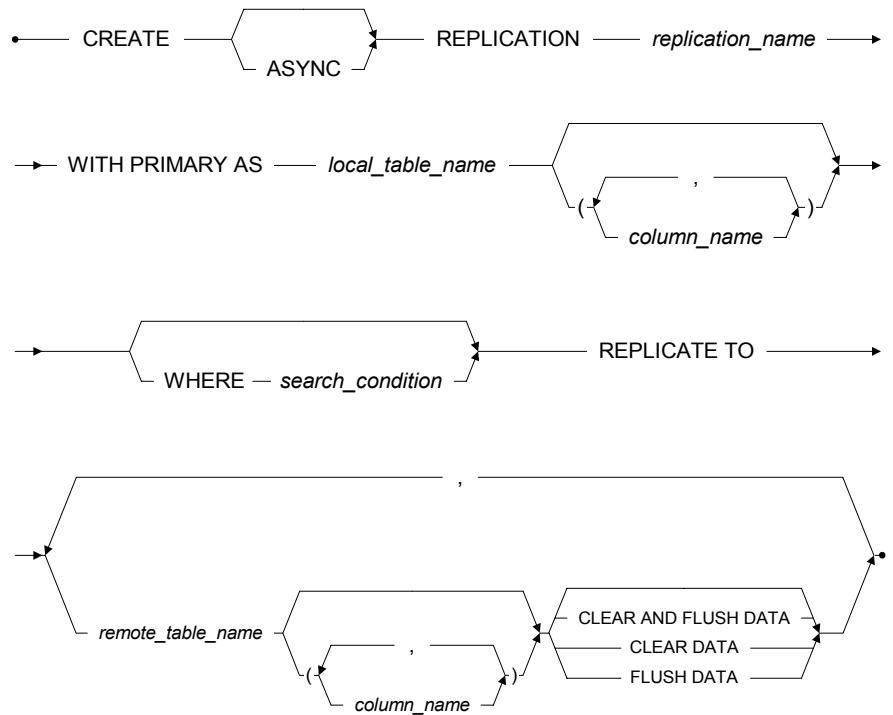 CREATE REPLICATION replication_name
ASYNC
WITH PRIMARY AS local_table_name
( , )
column_name
REPLICATE TO
WHERE search_condition
,
CLEAR AND FLUSH DATA
remote_table_name
CLEAR DATA
( , )
FLUSH DATA
column_name